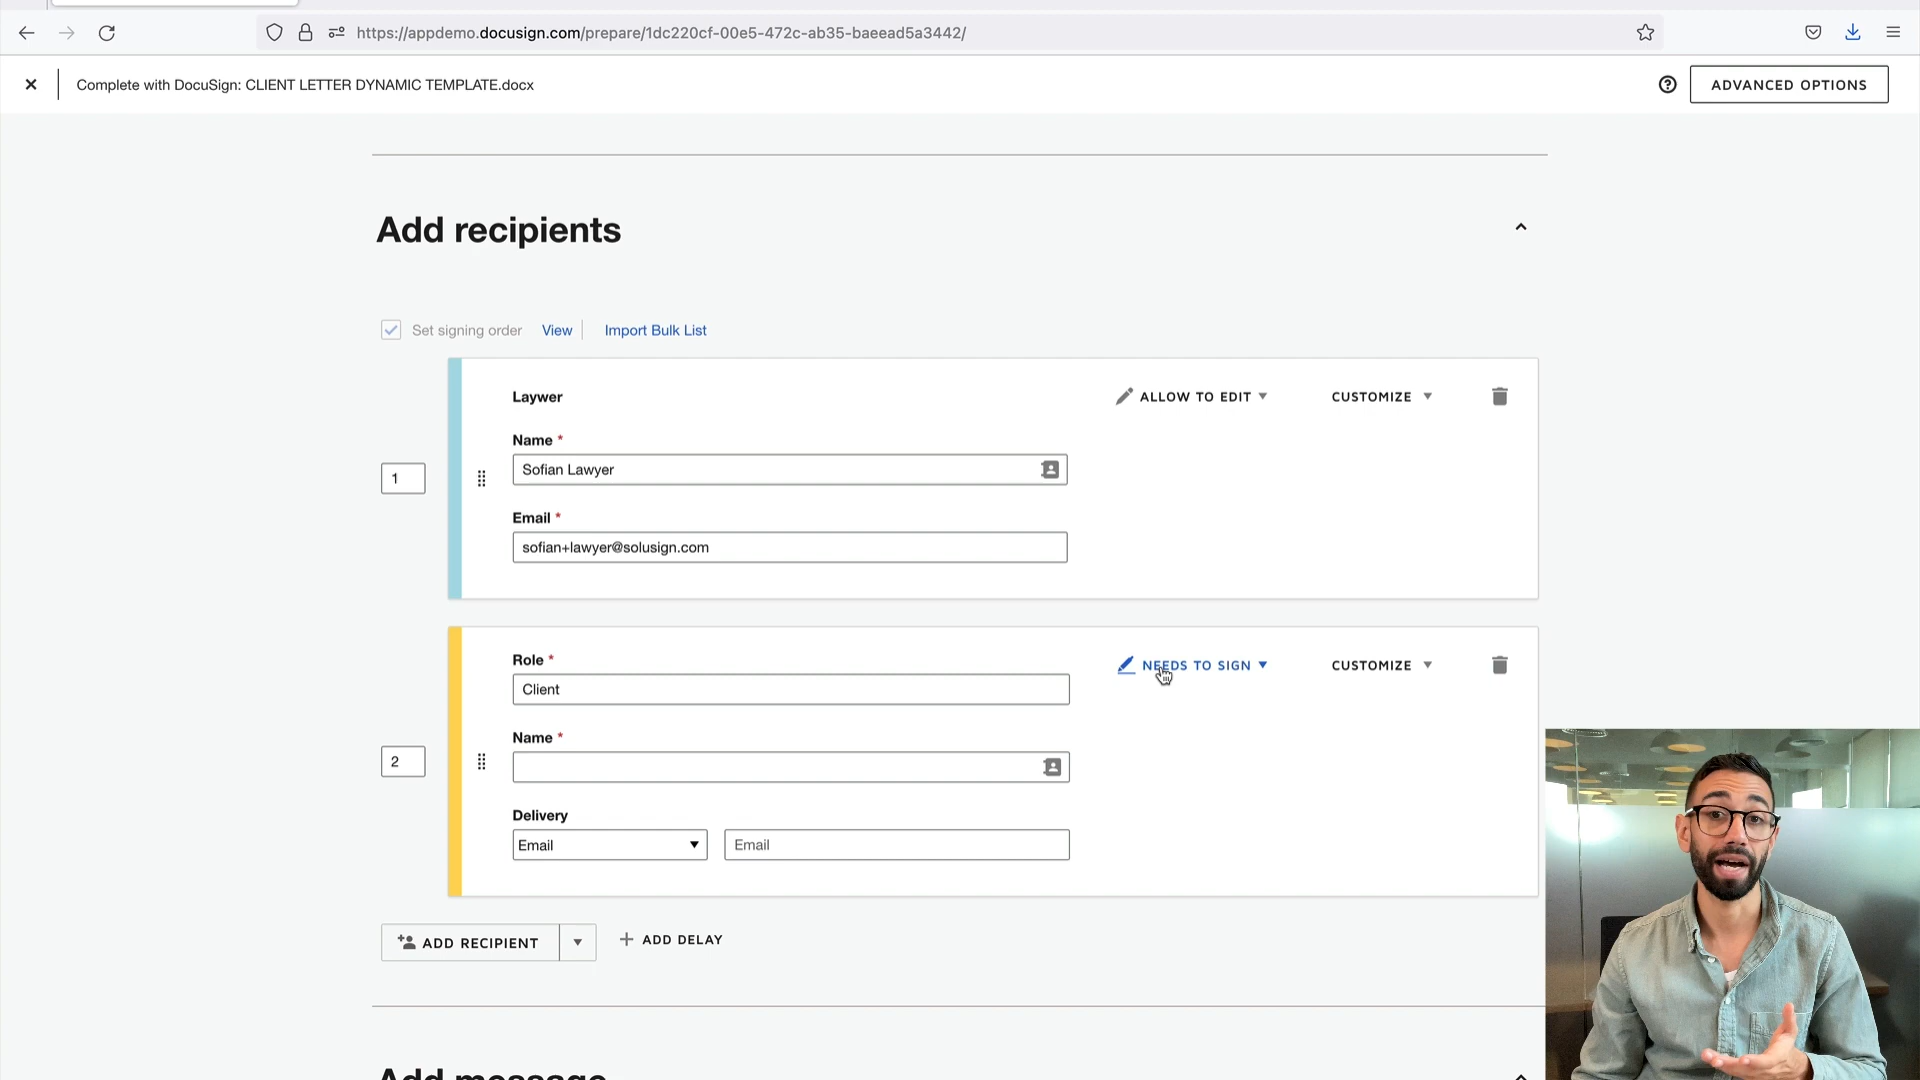 https://appdemo.docusign.com/prepare/1dc220cf-00e5-472c-ab35-baeead5a3442/
Complete with DocuSign: CLIENT LETTER DYNAMIC TEMPLATE.docx
ADVANCED OPTIONS
Add recipients
Set signing order View Import Bulk List
Laywer ALLOW TO EDIT CUSTOMIZE
Name *
1 Sofian Lawyer
Email *
sofian+lawyer@solusign.com
Role * NEEDS TO SIGN CUSTOMIZE
Client
Name *
2
Delivery
Email Email
ADD RECIPIENT ADD DELAY
Add message